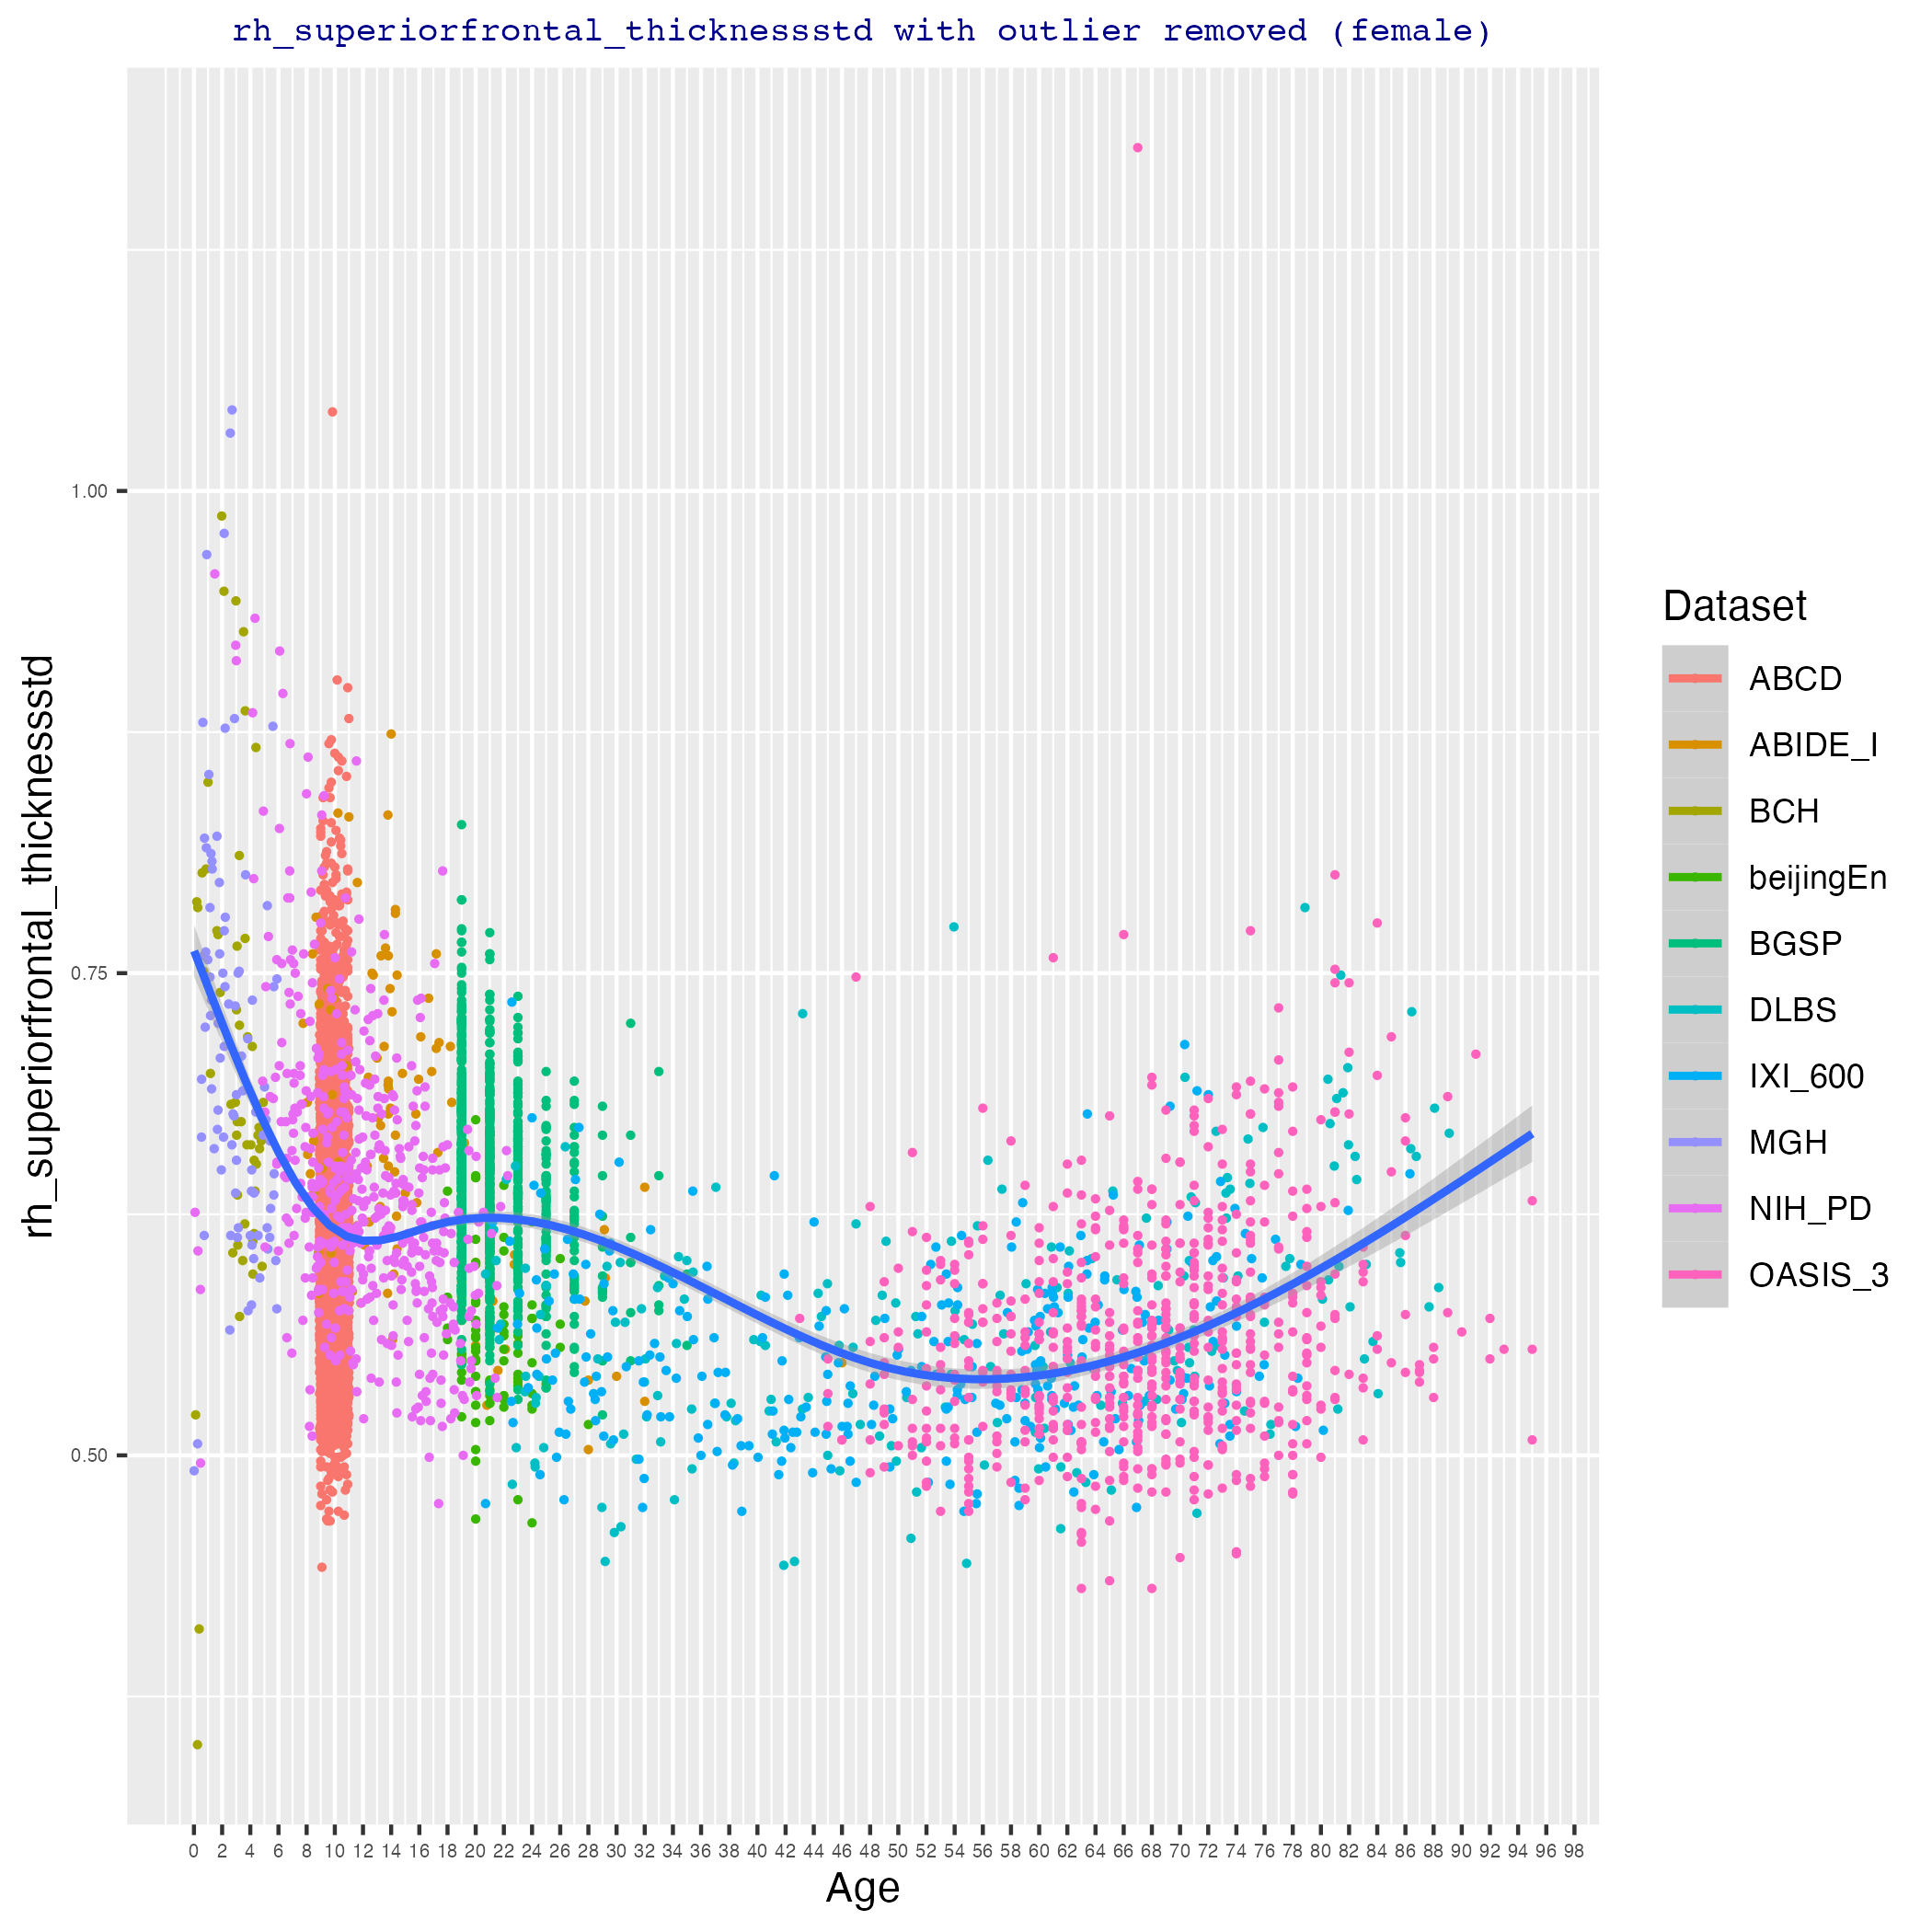 rh_superiorfrontal_thicknessstd with outlier removed (female)
rh_superiorfrontal_thicknessstd
1.00
0.75
0.50
0 2 4 6 8 10 12 14 16 18 20 22 24 26 28 30 32 34 36 38 40 42 44 46 48 50 52 54 56 58 60 62 64 66 68 70 72 74 76 78 80 82 84 86 88 90 92 94 96 98
Age
Dataset
ABCD
ABIDE_I
BCH
beijingEn
BGSP
DLBS
IXI_600
MGH
NIH_PD
OASIS_3